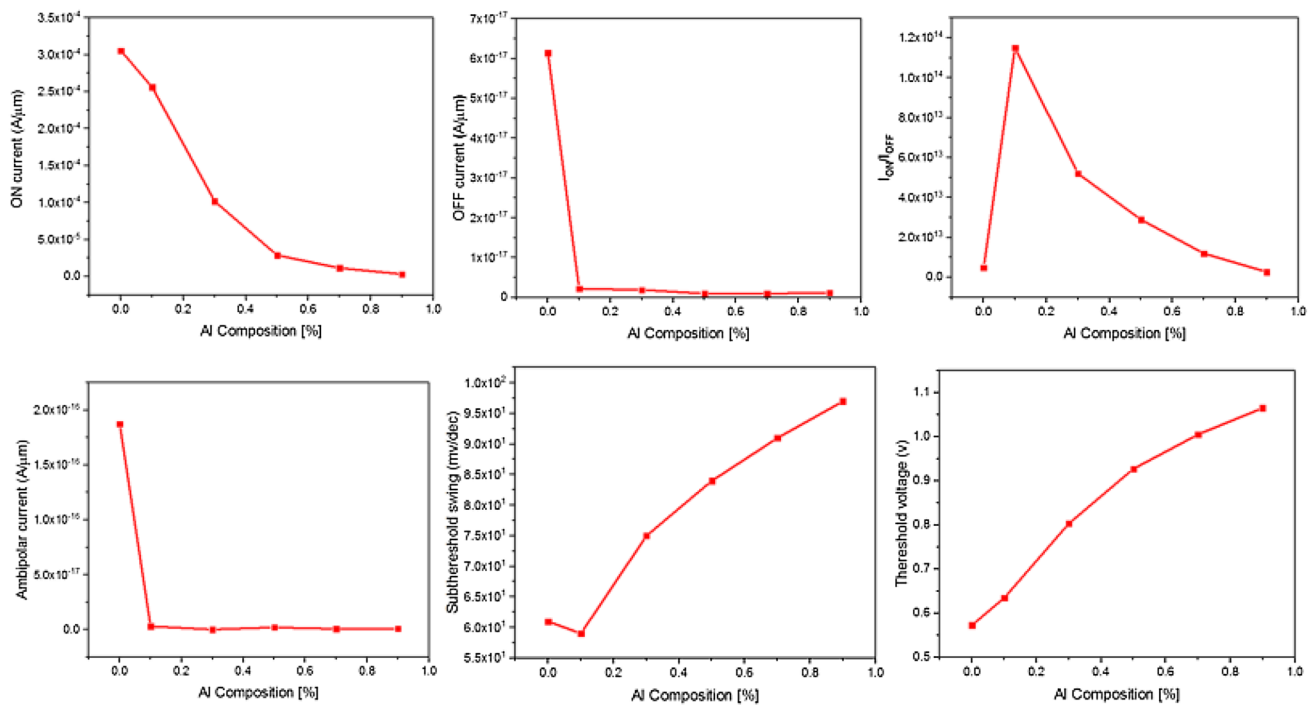 3.5x10⁻⁴
3.0x10⁻⁴
2.5x10⁻⁴
2.0x10⁻⁴
1.5x10⁻⁴
1.0x10⁻⁴
5.0x10⁻⁵
0.0
ON current (A/μm)
0.0 0.2 0.4 0.6 0.8 1.0
Al Composition [%]
7x10⁻¹⁷
6x10⁻¹⁷
5x10⁻¹⁷
4x10⁻¹⁷
3x10⁻¹⁷
2x10⁻¹⁷
1x10⁻¹⁷
0
OFF current (A/μm)
0.0 0.2 0.4 0.6 0.8 1.0
Al Composition [%]
1.2x10¹⁴
1.0x10¹⁴
8.0x10¹³
6.0x10¹³
4.0x10¹³
2.0x10¹³
0.0
I_ON/I_OFF
0.0 0.2 0.4 0.6 0.8 1.0
Al Composition [%]
2.0x10⁻¹⁶
1.5x10⁻¹⁶
1.0x10⁻¹⁶
5.0x10⁻¹⁷
0.0
Ambipolar current (A/μm)
0.0 0.2 0.4 0.6 0.8 1.0
Al Composition [%]
1.0x10²
9.5x10¹
9.0x10¹
8.5x10¹
8.0x10¹
7.5x10¹
7.0x10¹
6.5x10¹
6.0x10¹
5.5x10¹
Subthereshold swing (mv/dec)
0.0 0.2 0.4 0.6 0.8 1.0
Al Composition [%]
1.1
1.0
0.9
0.8
0.7
0.6
0.5
Thereshold voltage (v)
0.0 0.2 0.4 0.6 0.8 1.0
Al Composition [%]